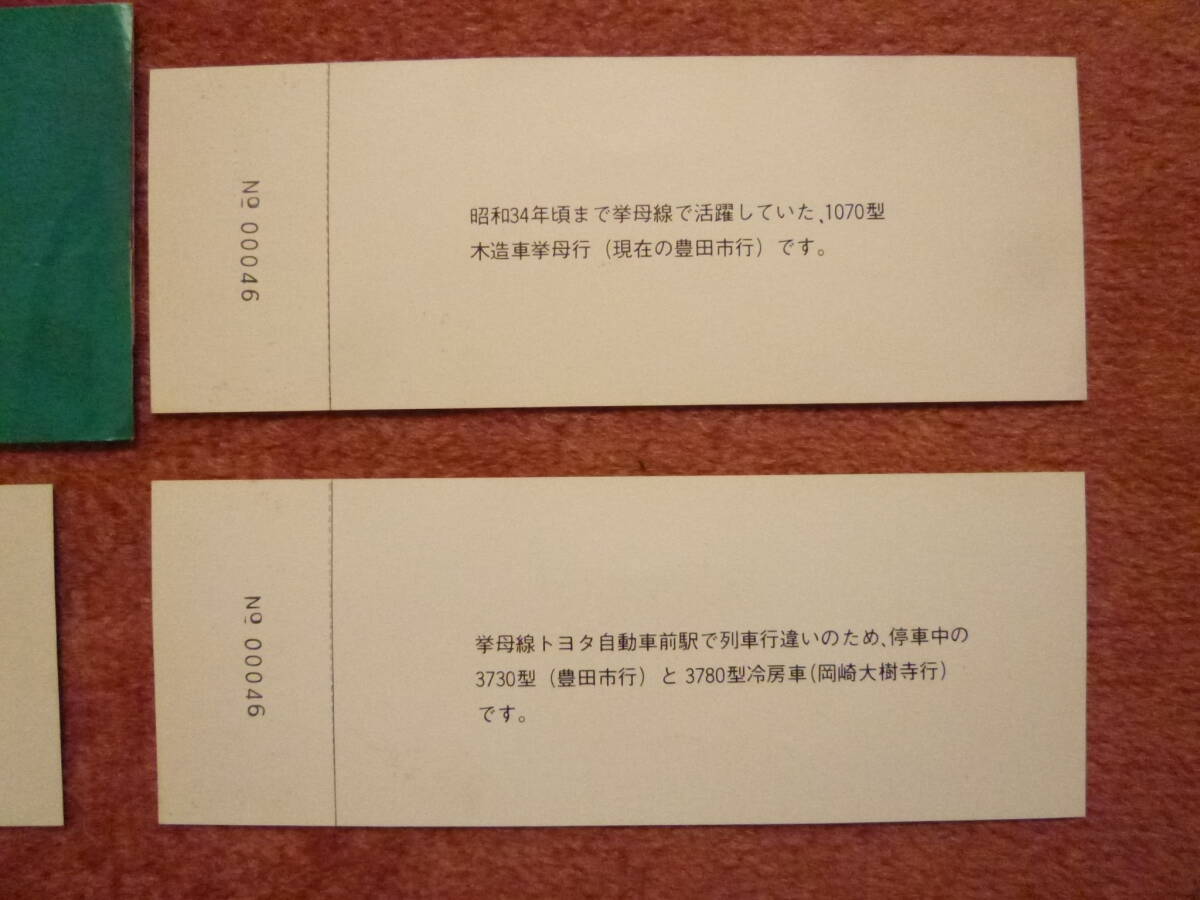 № 00046
昭和34年頃まで挙母線で活躍していた、1070型
木造車挙母行（現在の豊田市行）です。
№ 00046
挙母線トヨタ自動車前駅で列車行違いのため、停車中の
3730型（豊田市行）と 3780型冷房車(岡崎大樹寺行)
です。